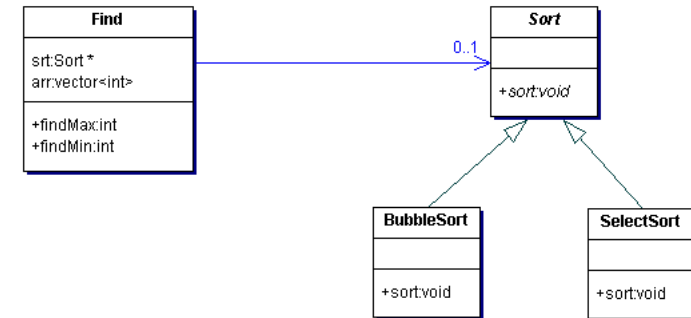 Find
srt:Sort *
arr:vector<int>
+findMax:int
+findMin:int
0..1
Sort
+sort:void
BubbleSort
+sort:void
SelectSort
+sort:void